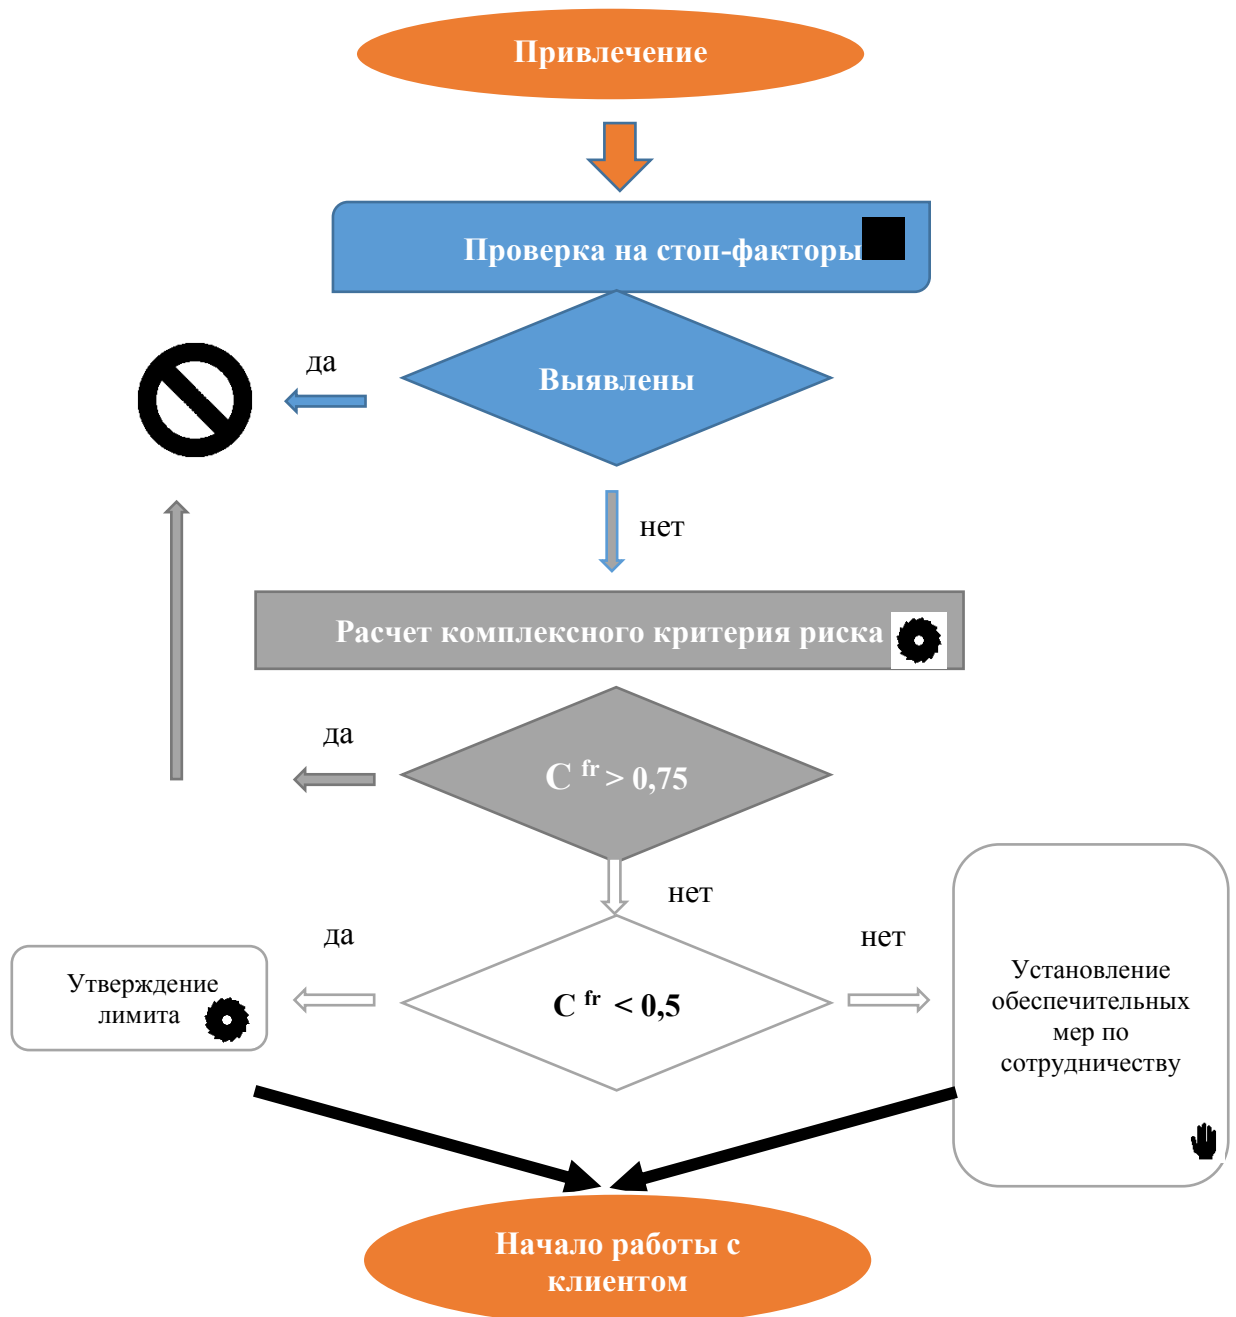 Привлечение
Проверка на стоп-факторы
да
Выявлены
нет
Расчет комплексного критерия риска
да
C fr > 0,75
нет
да
нет
Утверждение
лимита
C fr < 0,5
Установление
обеспечительных
мер по
сотрудничеству
Начало работы с
клиентом